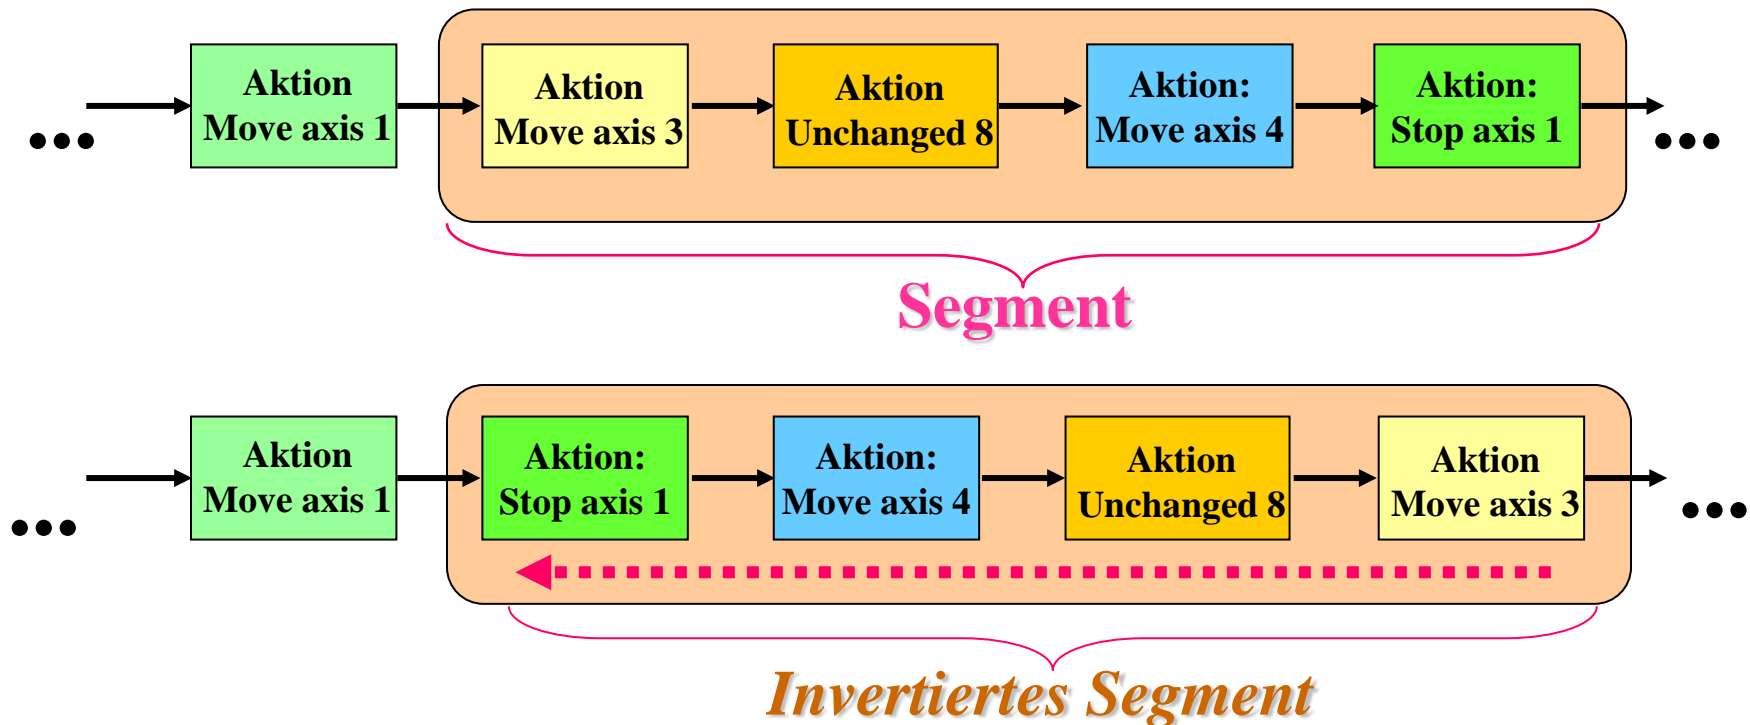 Aktion
Move axis 1
Aktion
Move axis 3
Aktion
Unchanged 8
Aktion:
Move axis 4
Aktion:
Stop axis 1
Segment
Aktion
Move axis 1
Aktion:
Stop axis 1
Aktion:
Move axis 4
Aktion
Unchanged 8
Aktion
Move axis 3
Invertiertes Segment